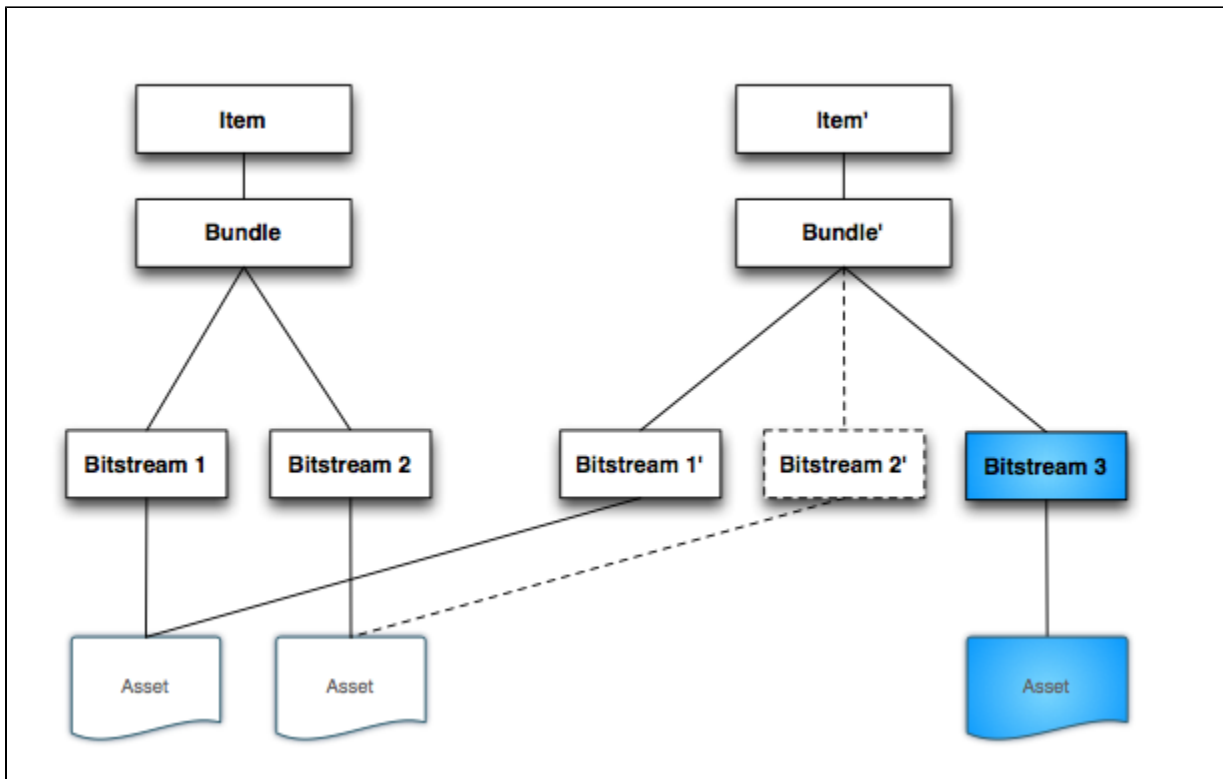 Item
Item'
Bundle
Bundle'
Bitstream 1
Bitstream 2
Bitstream 1'
Bitstream 2'
Bitstream 3
Asset
Asset
Asset